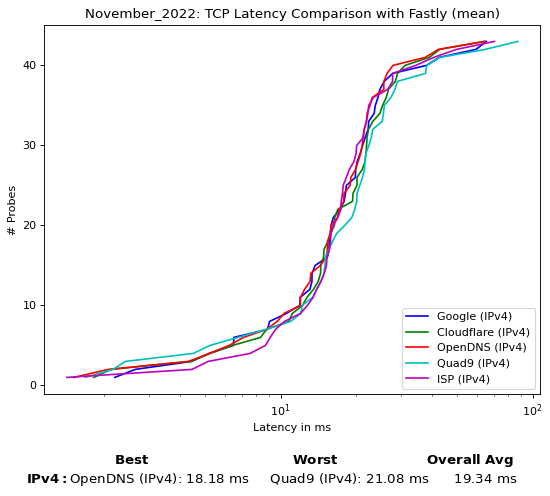 November_2022: TCP Latency Comparison with Fastly (mean)
# Probes
40
30
20
10
0
Google (IPv4)
Cloudflare (IPv4)
OpenDNS (IPv4)
Quad9 (IPv4)
ISP (IPv4)
10¹ 10²
Latency in ms
Best Worst Overall Avg
IPv4: OpenDNS (IPv4): 18.18 ms Quad9 (IPv4): 21.08 ms 19.34 ms